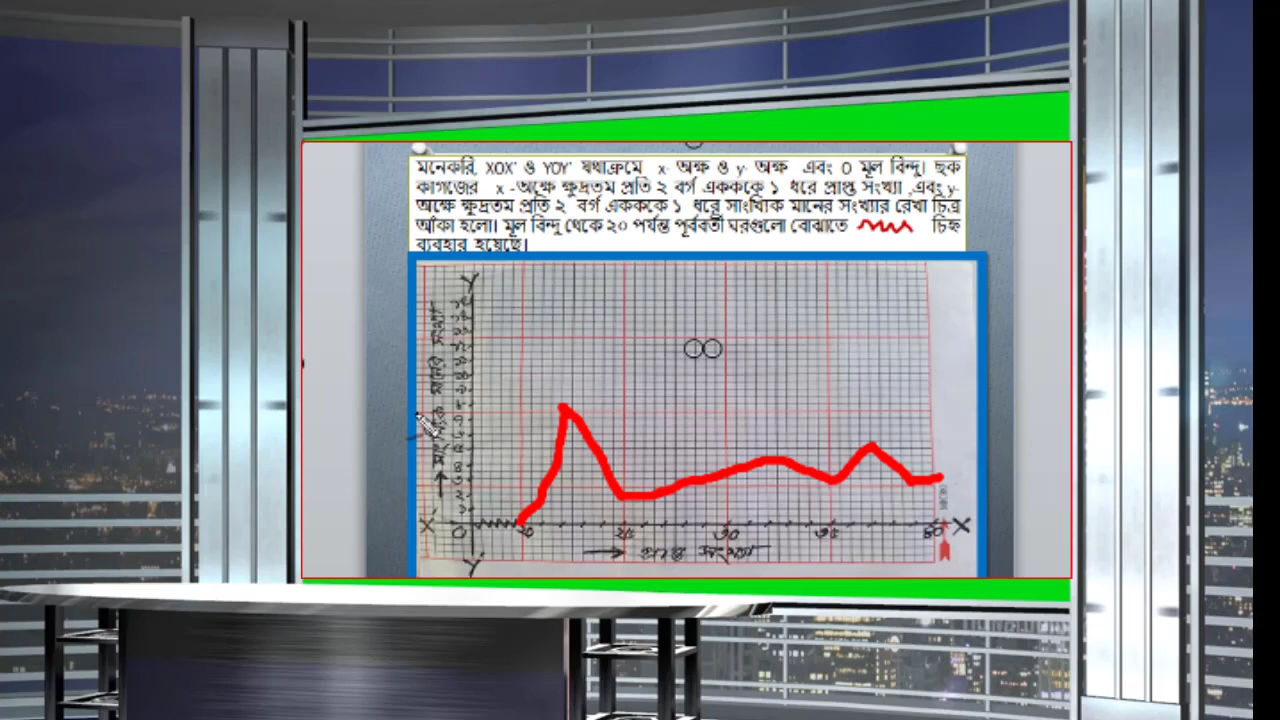 মনেকরি, XOX' ও YOY' যথাক্রমে x- অক্ষ ও y- অক্ষ এবং O মূল বিন্দু। ছক
কাগজের x -অক্ষে ক্ষুদ্রতম প্রতি ২ বর্গ একককে ১ ধরে প্রাপ্ত সংখ্যা ,এবং y-
অক্ষে ক্ষুদ্রতম প্রতি ২ বর্গ একককে ১ ধরে সাংখ্যিক মানের সংখ্যার রেখা চিত্র
আঁকা হলো। মূল বিন্দু থেকে ২০ পর্যন্ত পূর্ববর্তী ঘরগুলো বোঝাতে চিহ্ন
ব্যবহার হয়েছে।
Y
X' O ২০ ২৫ ৩০ ৩৫ ৪০ X
→ প্রাপ্ত সংখ্যা
Y'